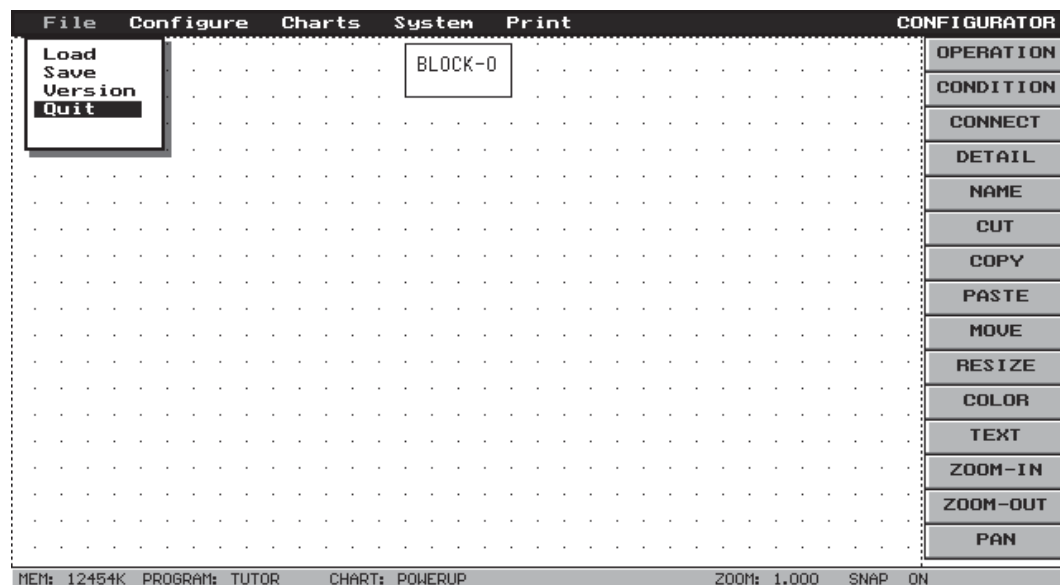 File Configure Charts System Print CONFIGURATOR
Load
Save
Version
Quit
BLOCK-0
OPERATION
CONDITION
CONNECT
DETAIL
NAME
CUT
COPY
PASTE
MOVE
RESIZE
COLOR
TEXT
ZOOM-IN
ZOOM-OUT
PAN
MEM: 12454K PROGRAM: TUTOR CHART: POWERUP ZOOM: 1.000 SNAP ON